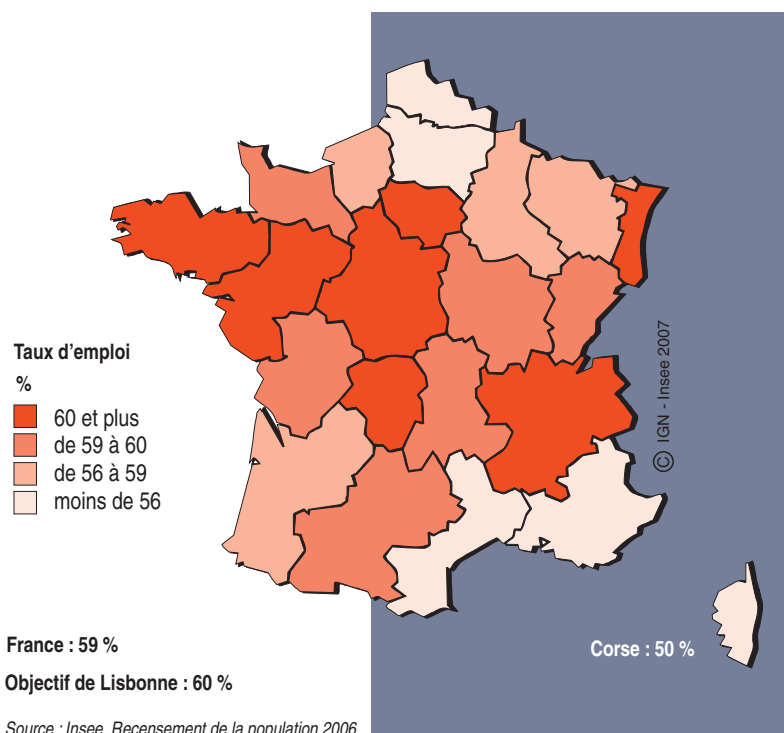 Taux d'emploi
%
60 et plus
de 59 à 60
de 56 à 59
moins de 56
© IGN - Insee 2007
France : 59 %
Corse : 50 %
Objectif de Lisbonne : 60 %
Source : Insee, Recensement de la population 2006